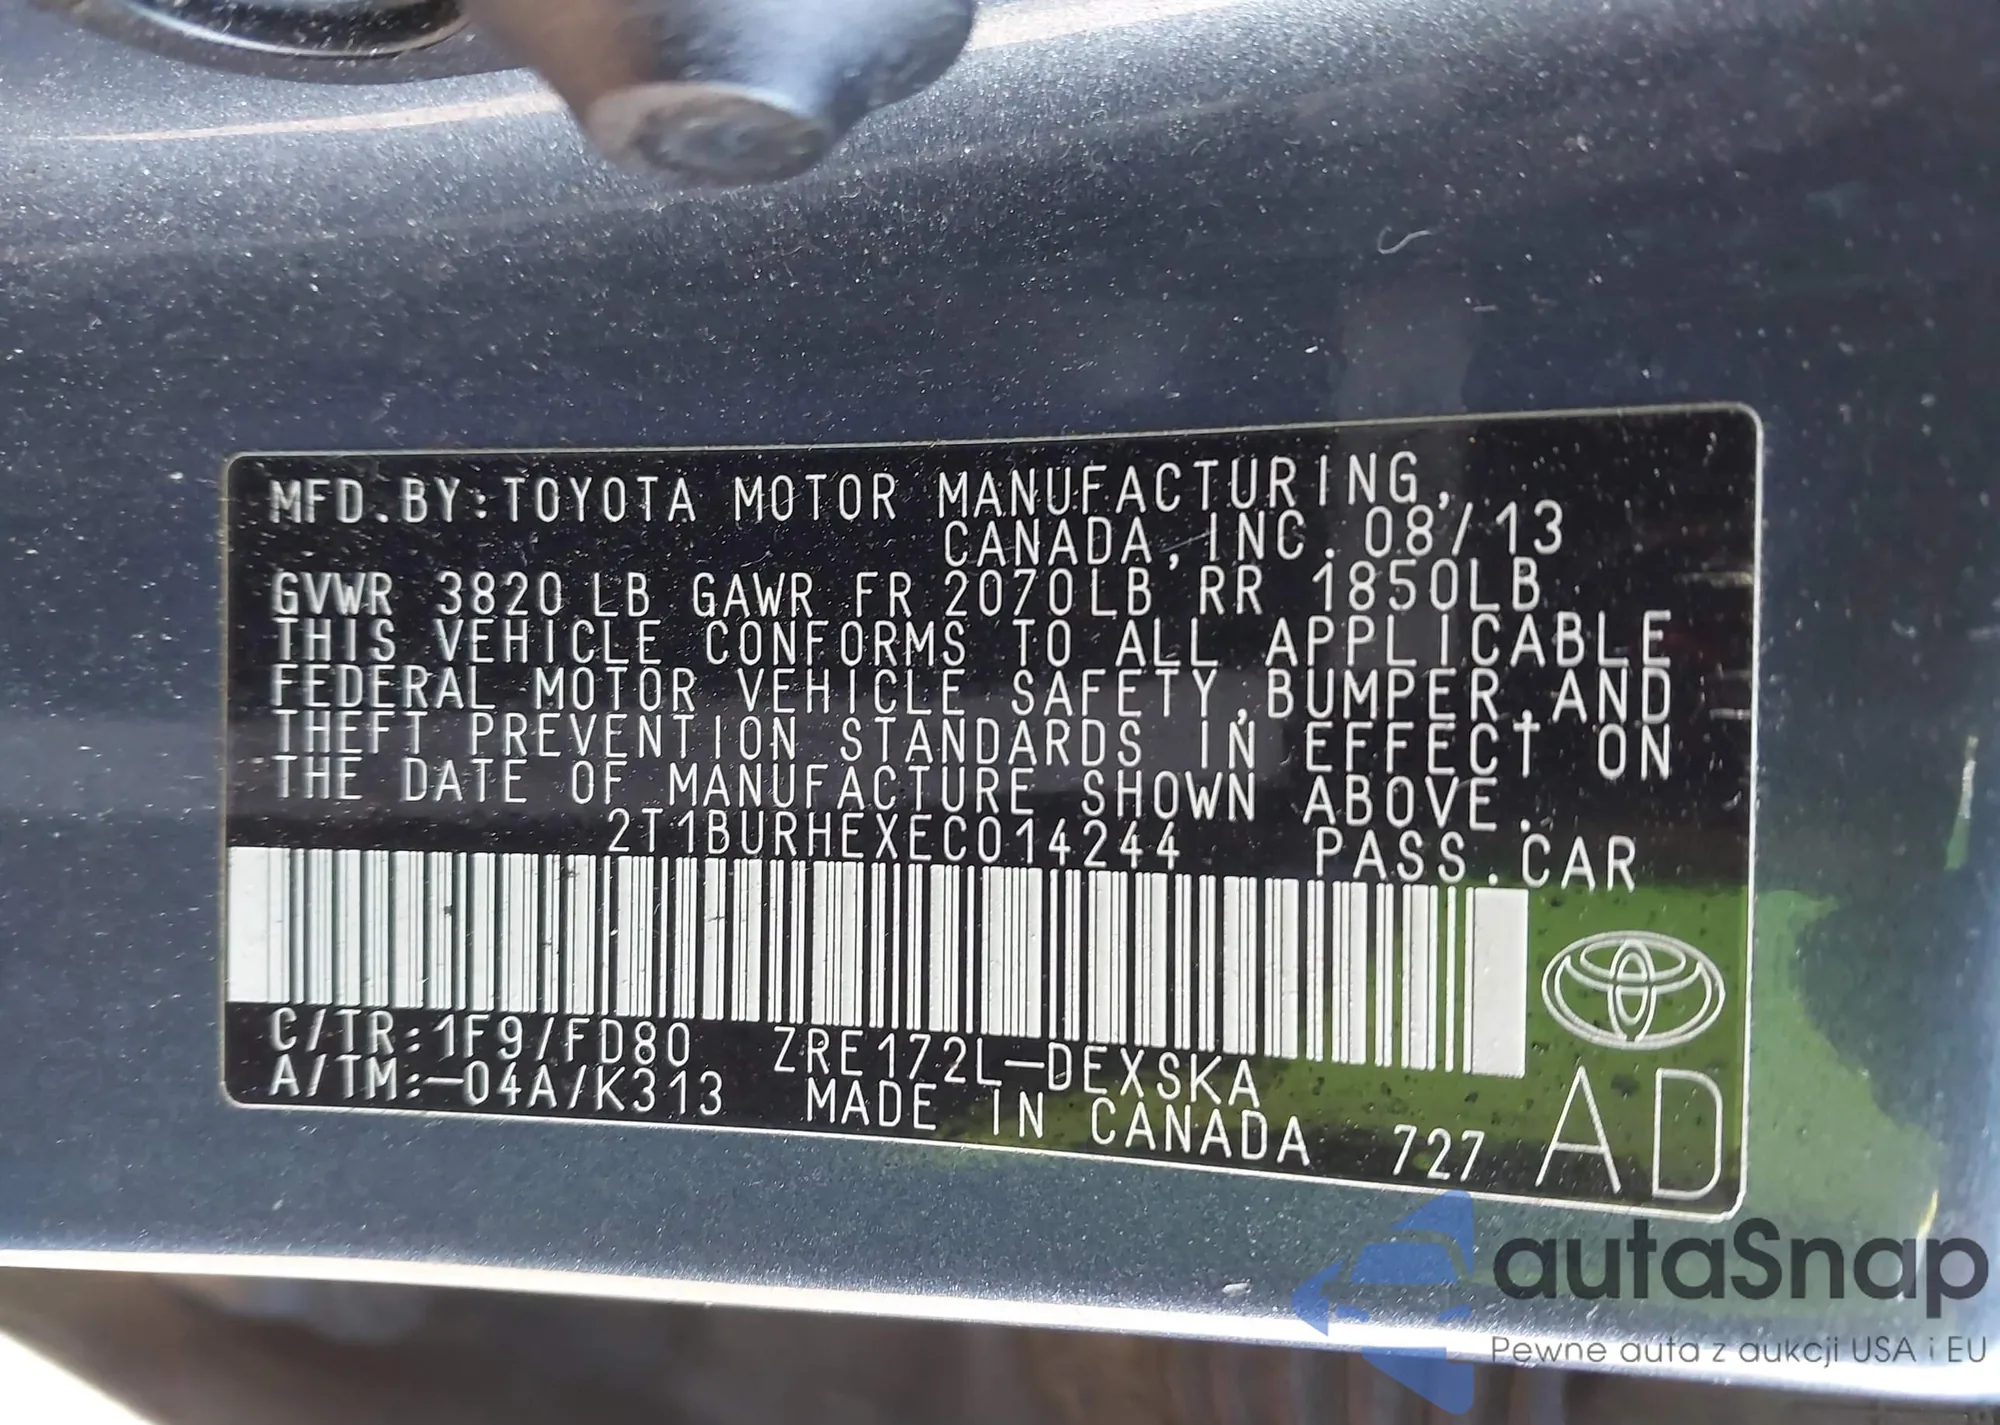 MFD.BY:TOYOTA MOTOR MANUFACTURING,
CANADA,INC. 08/13
GVWR 3820LB GAWR FR 2070LB RR 1850LB
THIS VEHICLE CONFORMS TO ALL APPLICABLE
FEDERAL MOTOR VEHICLE SAFETY,BUMPER,AND
THEFT PREVENTION STANDARDS IN EFFECT ON
THE DATE OF MANUFACTURE SHOWN ABOVE.
2T1BURHEXEC014244 PASS.CAR
C/TR:1F9/FD80 ZRE172L-DEXSKA
A/TM:-04A/K313 MADE IN CANADA 727 AD
autaSnap
Pewne auta z aukcji USA i EU